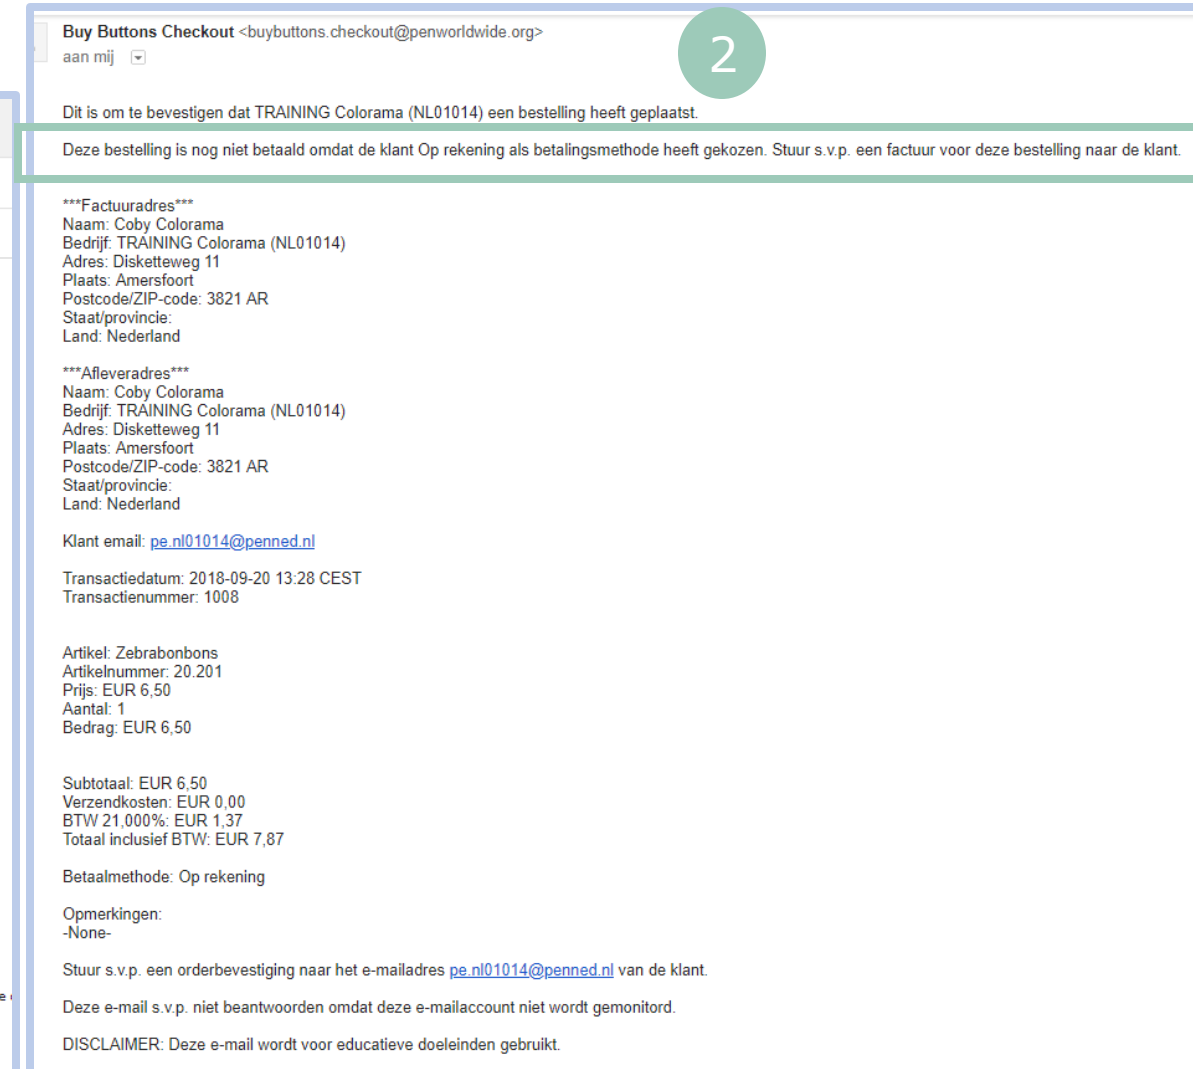 Buy Buttons Checkout <buybuttons.checkout@penworldwide.org>
aan mij
2
Dit is om te bevestigen dat TRAINING Colorama (NL01014) een bestelling heeft geplaatst.
Deze bestelling is nog niet betaald omdat de klant Op rekening als betalingsmethode heeft gekozen. Stuur s.v.p. een factuur voor deze bestelling naar de klant.
***Factuuradres***
Naam: Coby Colorama
Bedrijf: TRAINING Colorama (NL01014)
Adres: Disketteweg 11
Plaats: Amersfoort
Postcode/ZIP-code: 3821 AR
Staat/provincie:
Land: Nederland
***Afleveradres***
Naam: Coby Colorama
Bedrijf: TRAINING Colorama (NL01014)
Adres: Disketteweg 11
Plaats: Amersfoort
Postcode/ZIP-code: 3821 AR
Staat/provincie:
Land: Nederland
Klant email: pe.nl01014@penned.nl
Transactiedatum: 2018-09-20 13:28 CEST
Transactienummer: 1008
Artikel: Zebrabonbons
Artikelnummer: 20.201
Prijs: EUR 6,50
Aantal: 1
Bedrag: EUR 6,50
Subtotaal: EUR 6,50
Verzendkosten: EUR 0,00
BTW 21,000%: EUR 1,37
Totaal inclusief BTW: EUR 7,87
Betaalmethode: Op rekening
Opmerkingen:
-None-
Stuur s.v.p. een orderbevestiging naar het e-mailadres pe.nl01014@penned.nl van de klant.
Deze e-mail s.v.p. niet beantwoorden omdat deze e-mailaccount niet wordt gemonitord.
DISCLAIMER: Deze e-mail wordt voor educatieve doeleinden gebruikt.